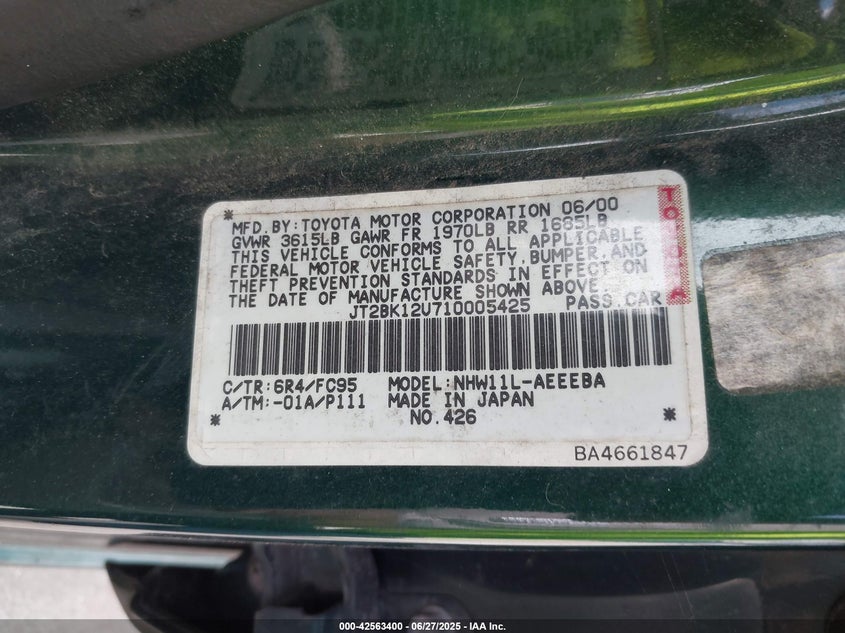 MFD.BY:TOYOTA MOTOR CORPORATION 06/00
GVWR 3615LB GAWR FR 1970LB RR 1685LB
THIS VEHICLE CONFORMS TO ALL APPLICABLE
FEDERAL MOTOR VEHICLE SAFETY,BUMPER,AND
THEFT PREVENTION STANDARDS IN EFFECT ON
THE DATE OF MANUFACTURE SHOWN ABOVE.
JT2BK12U710005425 PASS.CAR
C/TR:6R4/FC95 MODEL:NHW11L-AEEEBA
A/TM:-01A/P111 MADE IN JAPAN
NO.426
BA4661847
000-42563400 / 06/27/2025 - © IAA Inc.